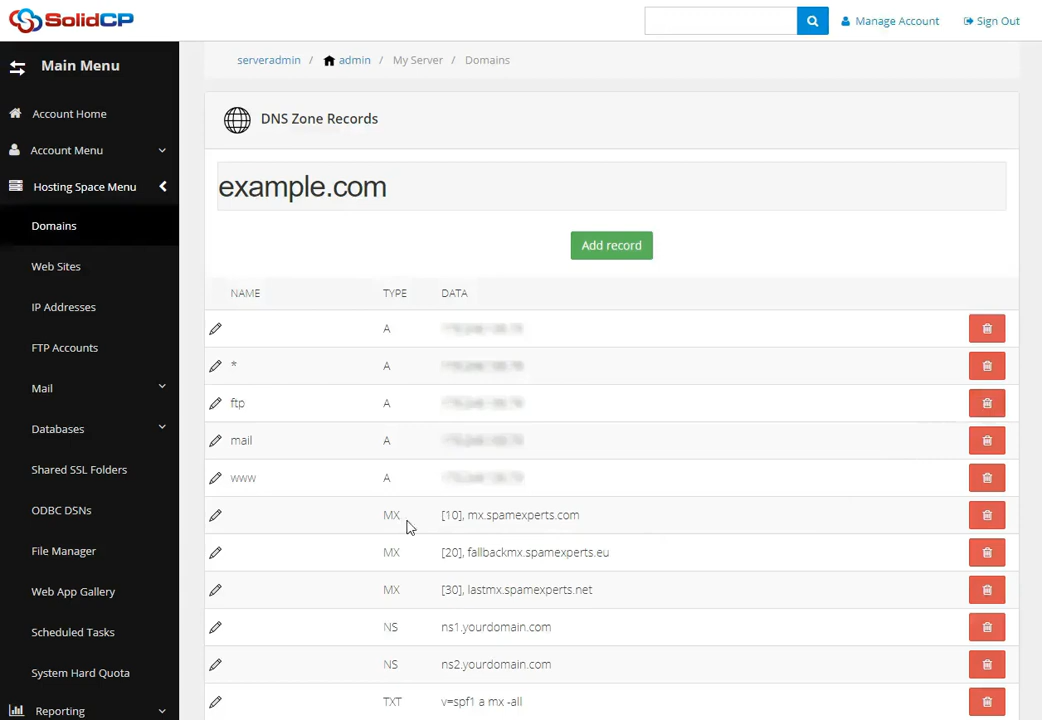 SolidCP
Manage Account
Sign Out
Main Menu
Account Home
Account Menu
Hosting Space Menu
Domains
Web Sites
IP Addresses
FTP Accounts
Mail
Databases
Shared SSL Folders
ODBC DSNs
File Manager
Web App Gallery
Scheduled Tasks
System Hard Quota
Reporting
serveradmin / admin / My Server / Domains
DNS Zone Records
example.com
Add record
NAME TYPE DATA
A
* A
ftp A
mail A
www A
MX [10], mx.spamexperts.com
MX [20], fallbackmx.spamexperts.eu
MX [30], lastmx.spamexperts.net
NS ns1.yourdomain.com
NS ns2.yourdomain.com
TXT v=spf1 a mx -all